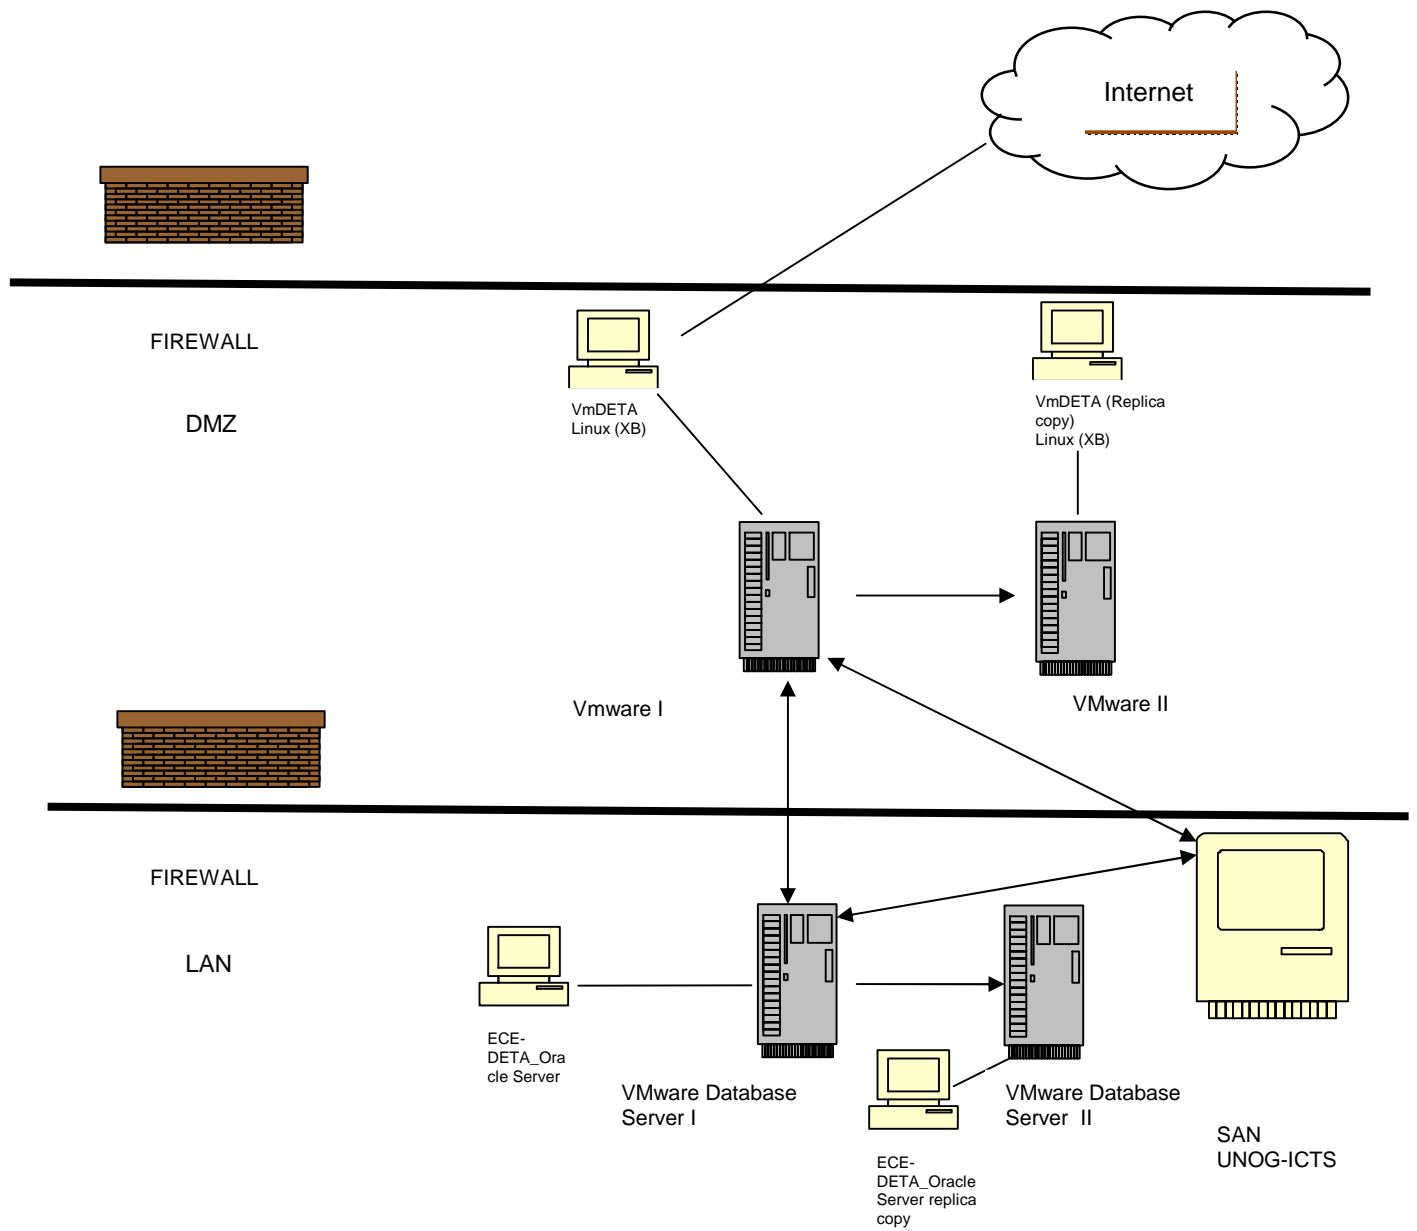 Internet
FIREWALL
DMZ
VmDETA
Linux (XB)
VmDETA (Replica
copy)
Linux (XB)
Vmware I
VMware II
FIREWALL
LAN
ECE-
DETA_Ora
cle Server
VMware Database
Server I
ECE-
DETA_Oracle
Server replica
copy
VMware Database
Server  II
SAN
UNOG-ICTS